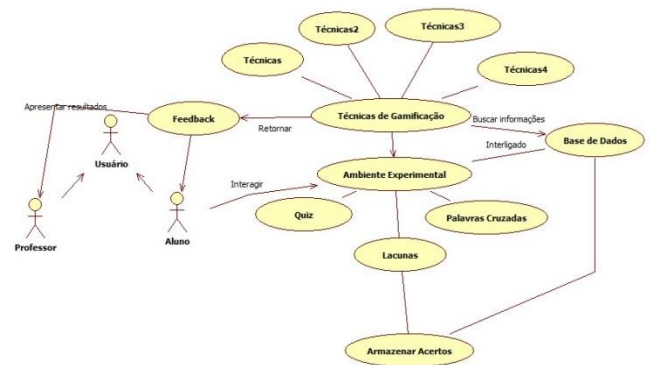 Técnicas2
Técnicas3
Técnicas
Técnicas4
Apresentar resultados
Feedback
Retornar
Técnicas de Gamificação
Buscar informações
Base de Dados
Usuário
Interligado
Ambiente Experimental
Interagir
Professor
Aluno
Quiz
Palavras Cruzadas
Lacunas
Armazenar Acertos